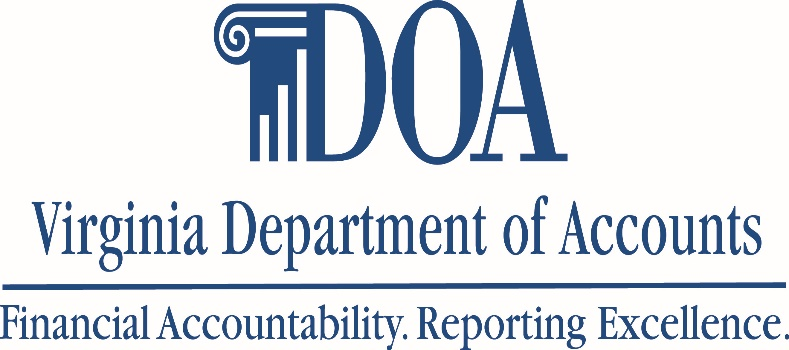 DOA
Virginia Department of Accounts
Financial Accountability. Reporting Excellence.